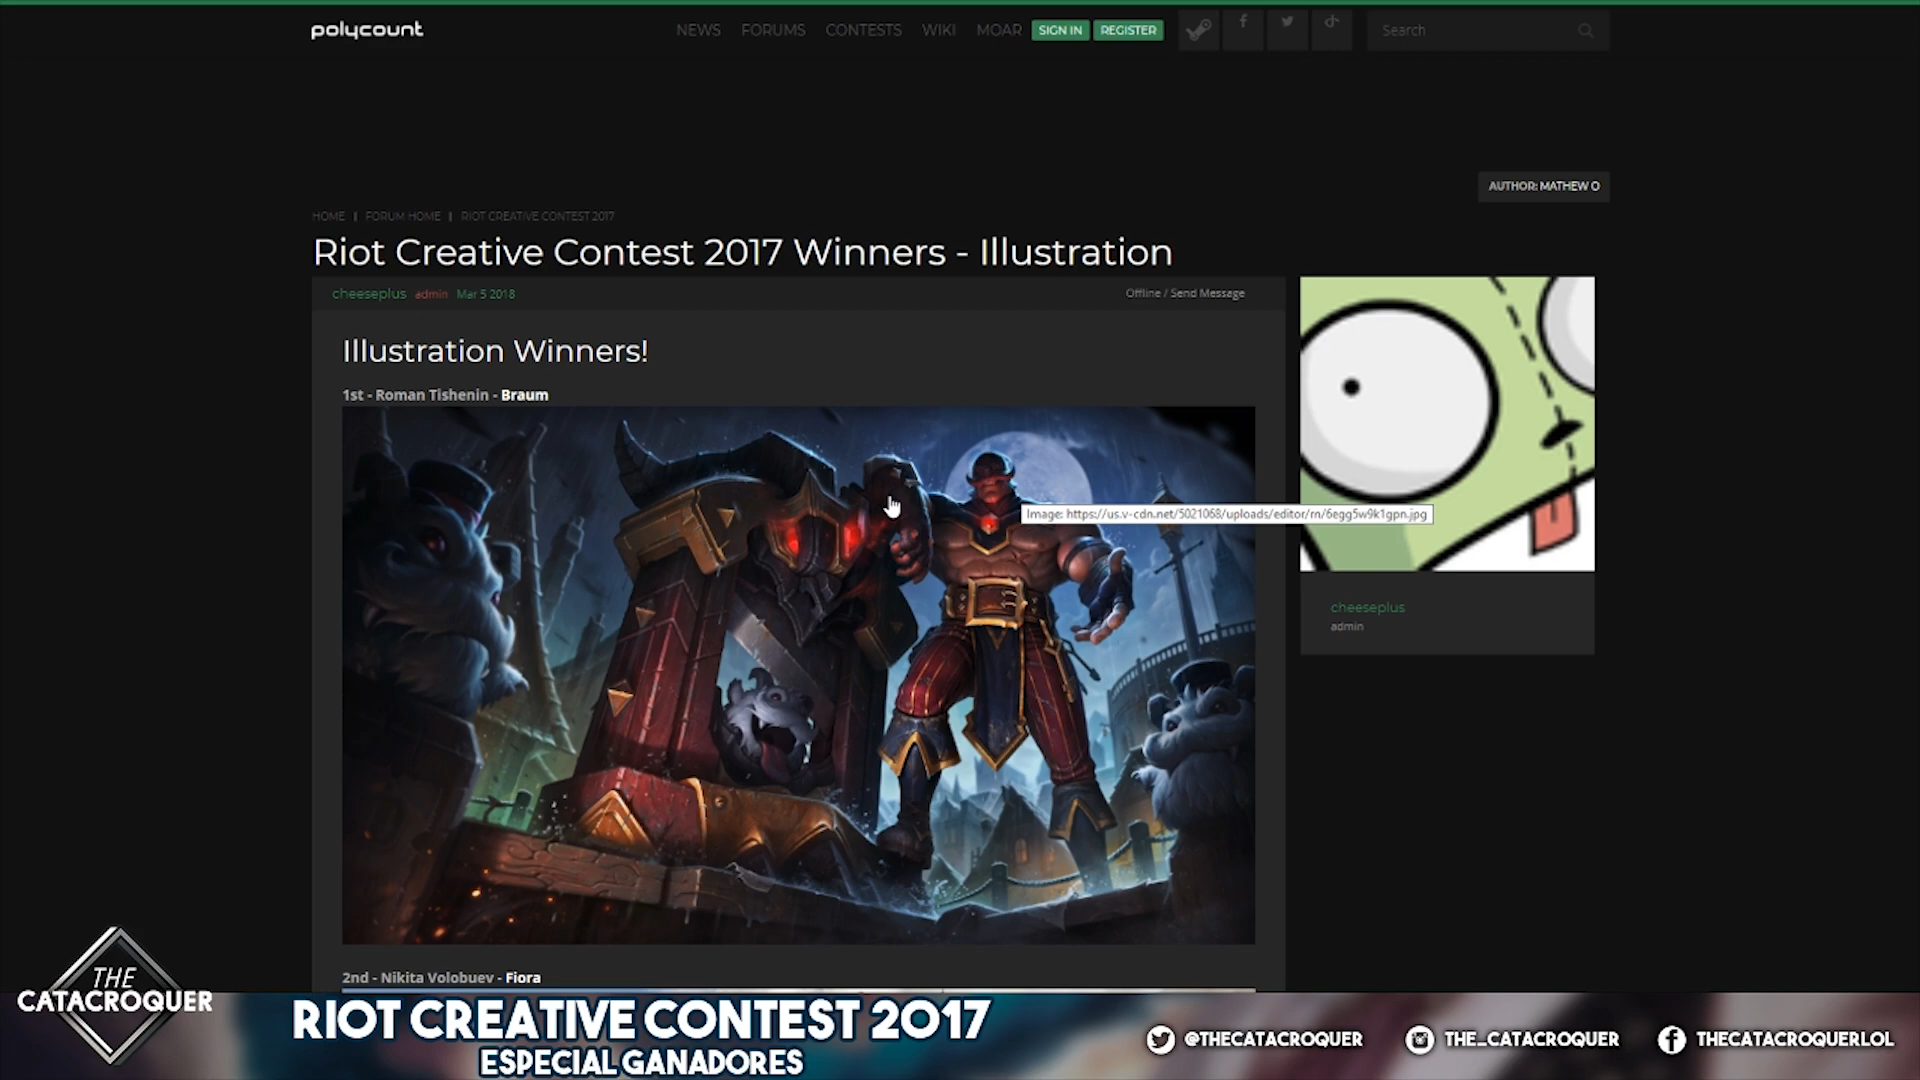 polycount
NEWS FORUMS CONTESTS WIKI MOAR SIGN IN REGISTER Search
AUTHOR: MATHEW O
HOME | FORUM HOME | RIOT CREATIVE CONTEST 2017
Riot Creative Contest 2017 Winners - Illustration
cheeseplus admin Mar 5 2018 Offline / Send Message
Illustration Winners!
1st - Roman Tishenin - Braum
Image: https://us.v-cdn.net/5021068/uploads/editor/rn/6egg5w9k1gpn.jpg
cheeseplus
admin
2nd - Nikita Volobuev - Fiora
THE
CATACROQUER
RIOT CREATIVE CONTEST 2017
ESPECIAL GANADORES
@THECATACROQUER THE_CATACROQUER THECATACROQUERLOL